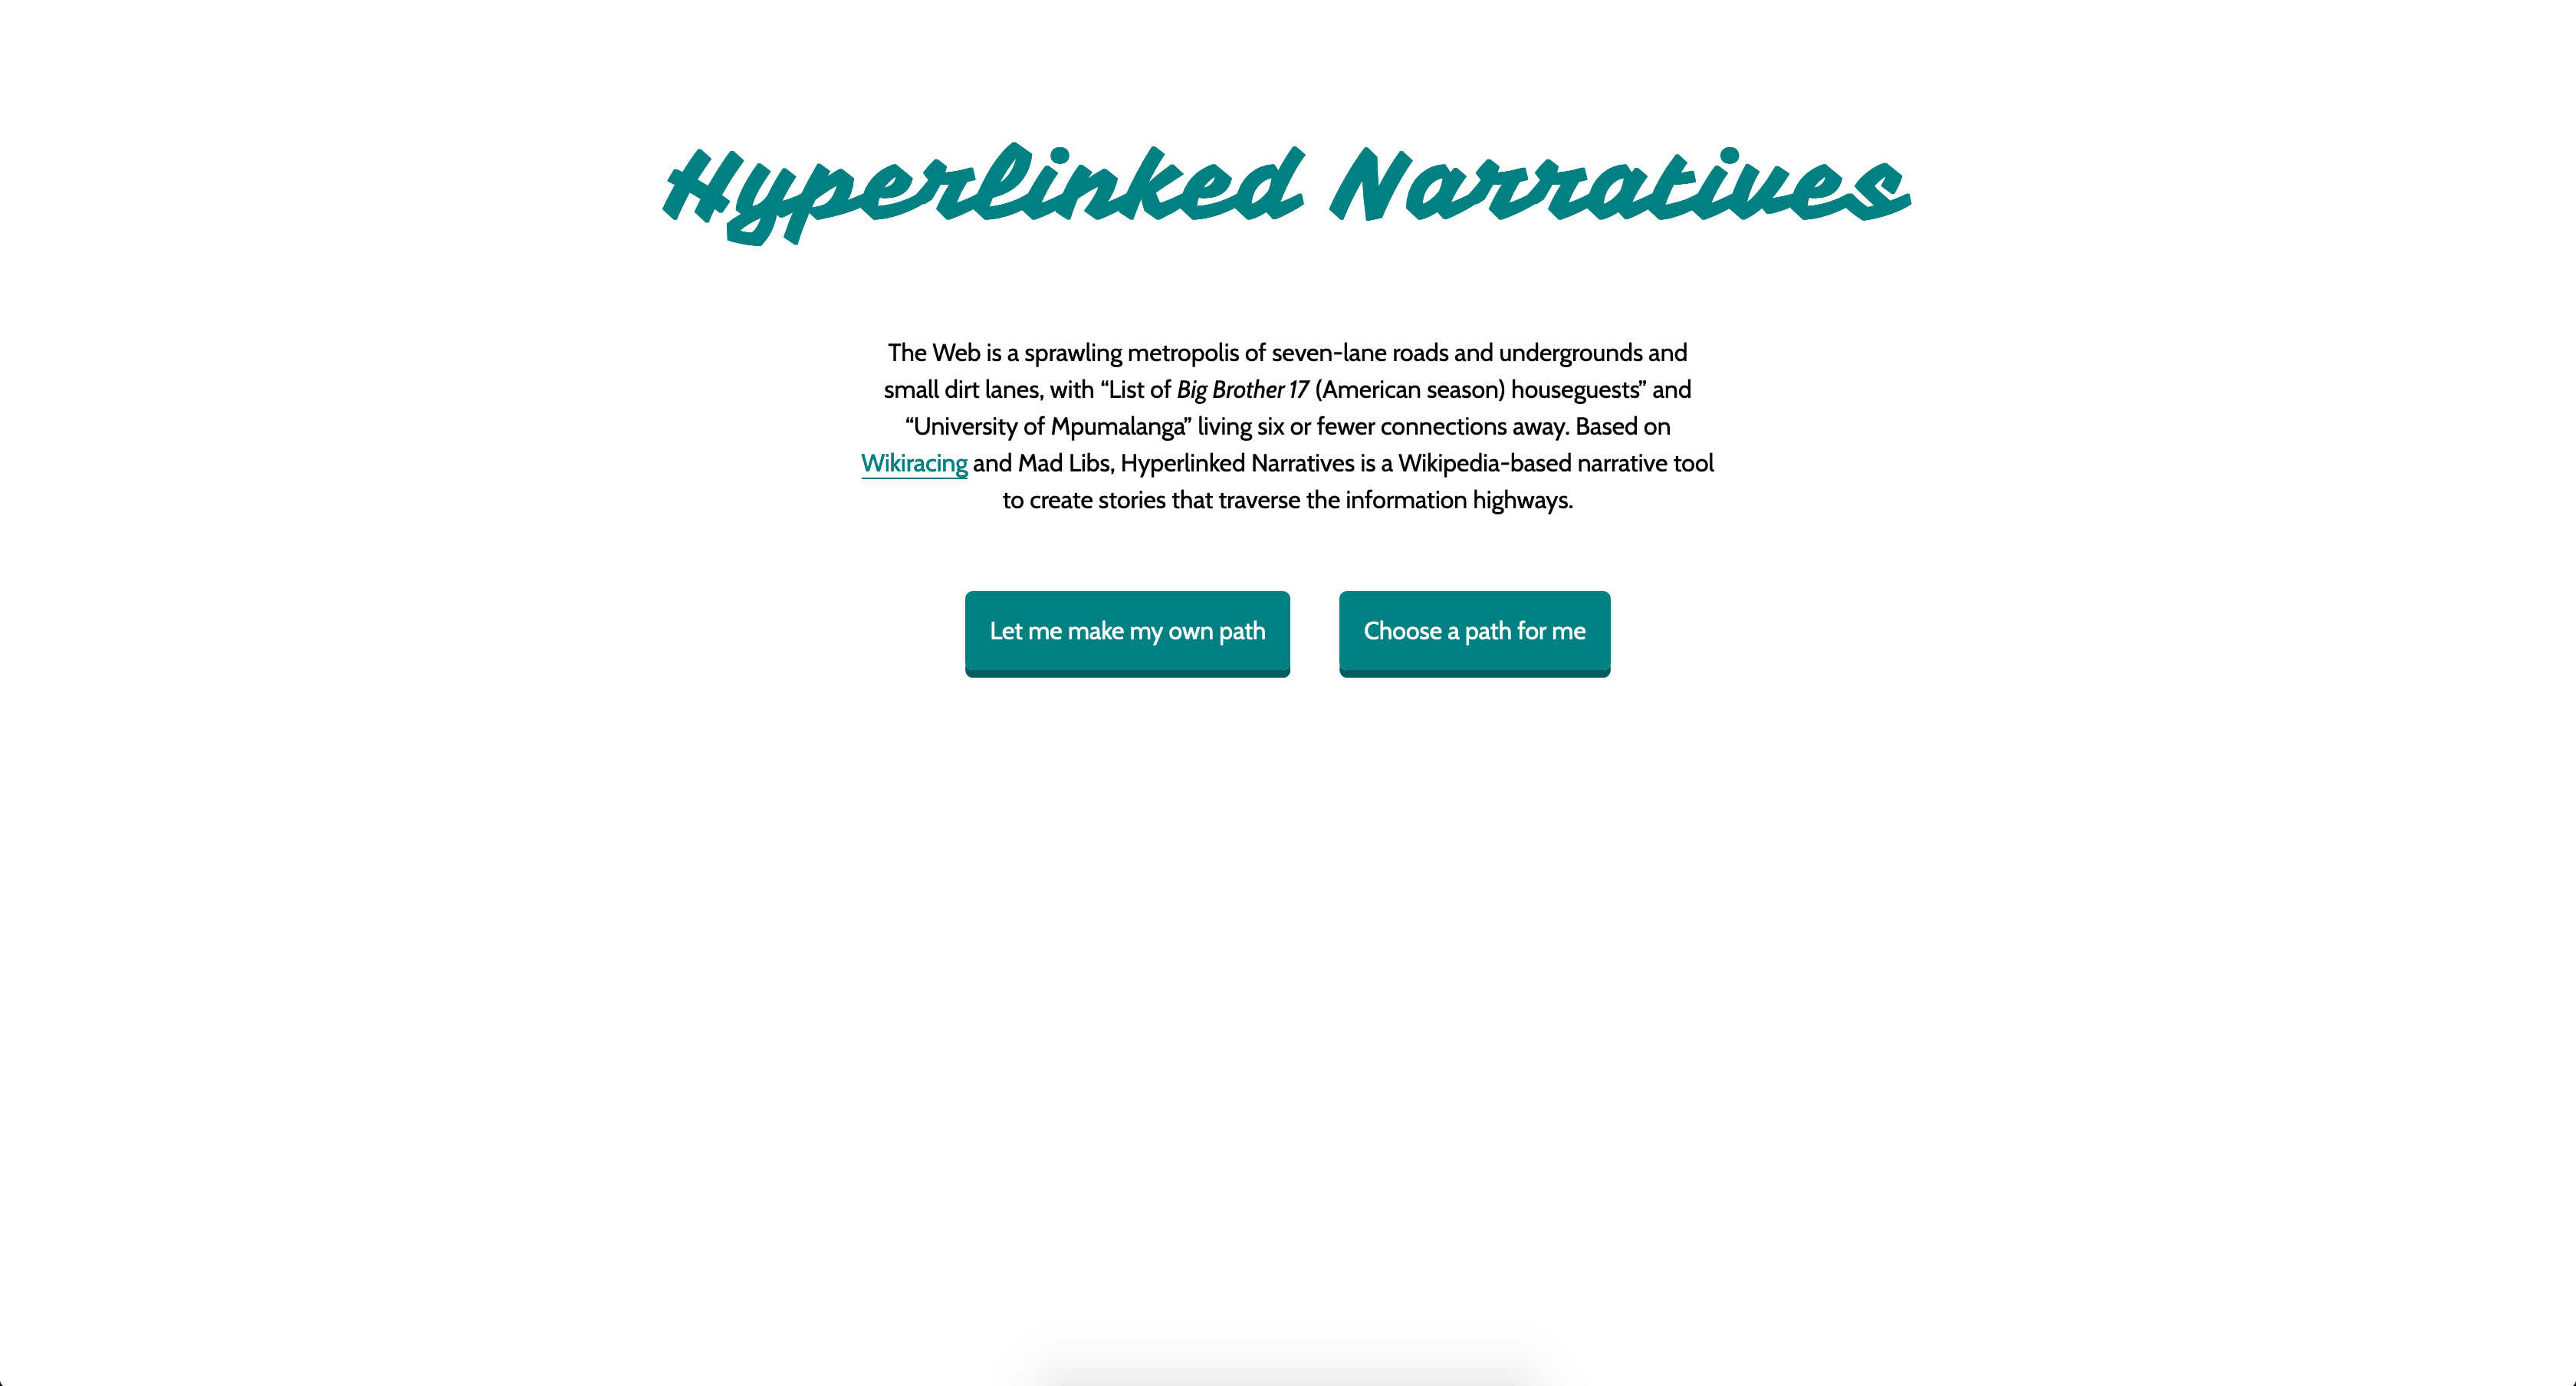 Hyperlinked Narratives
The Web is a sprawling metropolis of seven-lane roads and undergrounds and
small dirt lanes, with “List of Big Brother 17 (American season) houseguests” and
“University of Mpumalanga” living six or fewer connections away. Based on
Wikiracing and Mad Libs, Hyperlinked Narratives is a Wikipedia-based narrative tool
to create stories that traverse the information highways.
Let me make my own path
Choose a path for me